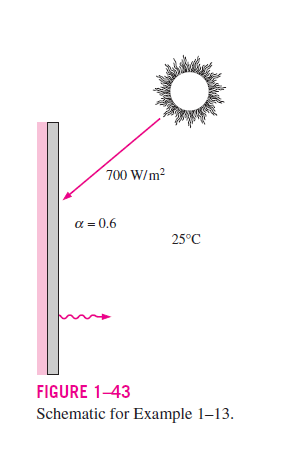 700 W/m²
α = 0.6
25°C
FIGURE 1–43
Schematic for Example 1–13.